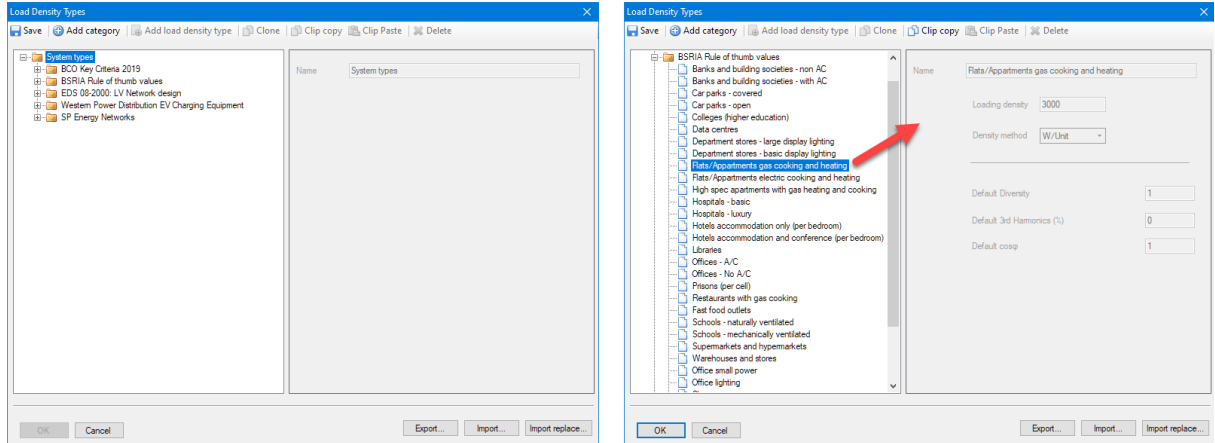 Load Density Types
Save Add category Add load density type Clone Clip copy Clip Paste Delete
System types
BCO Key Criteria 2019
BSRIA Rule of thumb values
EDS 08-2000: LV Network design
Western Power Distribution EV Charging Equipment
SP Energy Networks
Name System types
OK Cancel Export... Import... Import replace...
Load Density Types
Save Add category Add load density type Clone Clip copy Clip Paste Delete
BSRIA Rule of thumb values
Banks and building societies - non AC
Banks and building societies - with AC
Car parks - covered
Car parks - open
Colleges (higher education)
Data centres
Department stores - large display lighting
Department stores - basic display lighting
Flats/Appartments gas cooking and heating
Flats/Appartments electric cooking and heating
High spec apartments with gas heating and cooking
Hospitals - basic
Hospitals - luxury
Hotels accommodation only (per bedroom)
Hotels accommodation and conference (per bedroom)
Libraries
Offices - A/C
Offices - No A/C
Prisons (per cell)
Restaurants with gas cooking
Fast food outlets
Schools - naturally ventilated
Schools - mechanically ventilated
Supermarkets and hypermarkets
Warehouses and stores
Office small power
Office lighting
Name Flats/Appartments gas cooking and heating
Loading density 3000
Density method W/Unit
Default Diversity 1
Default 3rd Harmonics (%) 0
Default cosφ 1
OK Cancel Export... Import... Import replace...